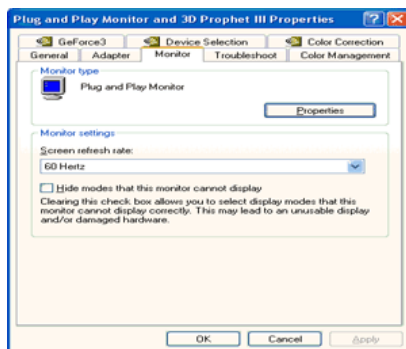 Plug and Play Monitor and 3D Prophet III Properties
GeForce3 Device Selection Color Correction
General Adapter Monitor Troubleshoot Color Management
Monitor type
Plug and Play Monitor
Properties
Monitor settings
Screen refresh rate:
60 Hertz
Hide modes that this monitor cannot display
Clearing this check box allows you to select display modes that this
monitor cannot display correctly. This may lead to an unusable display
and/or damaged hardware.
OK Cancel Apply